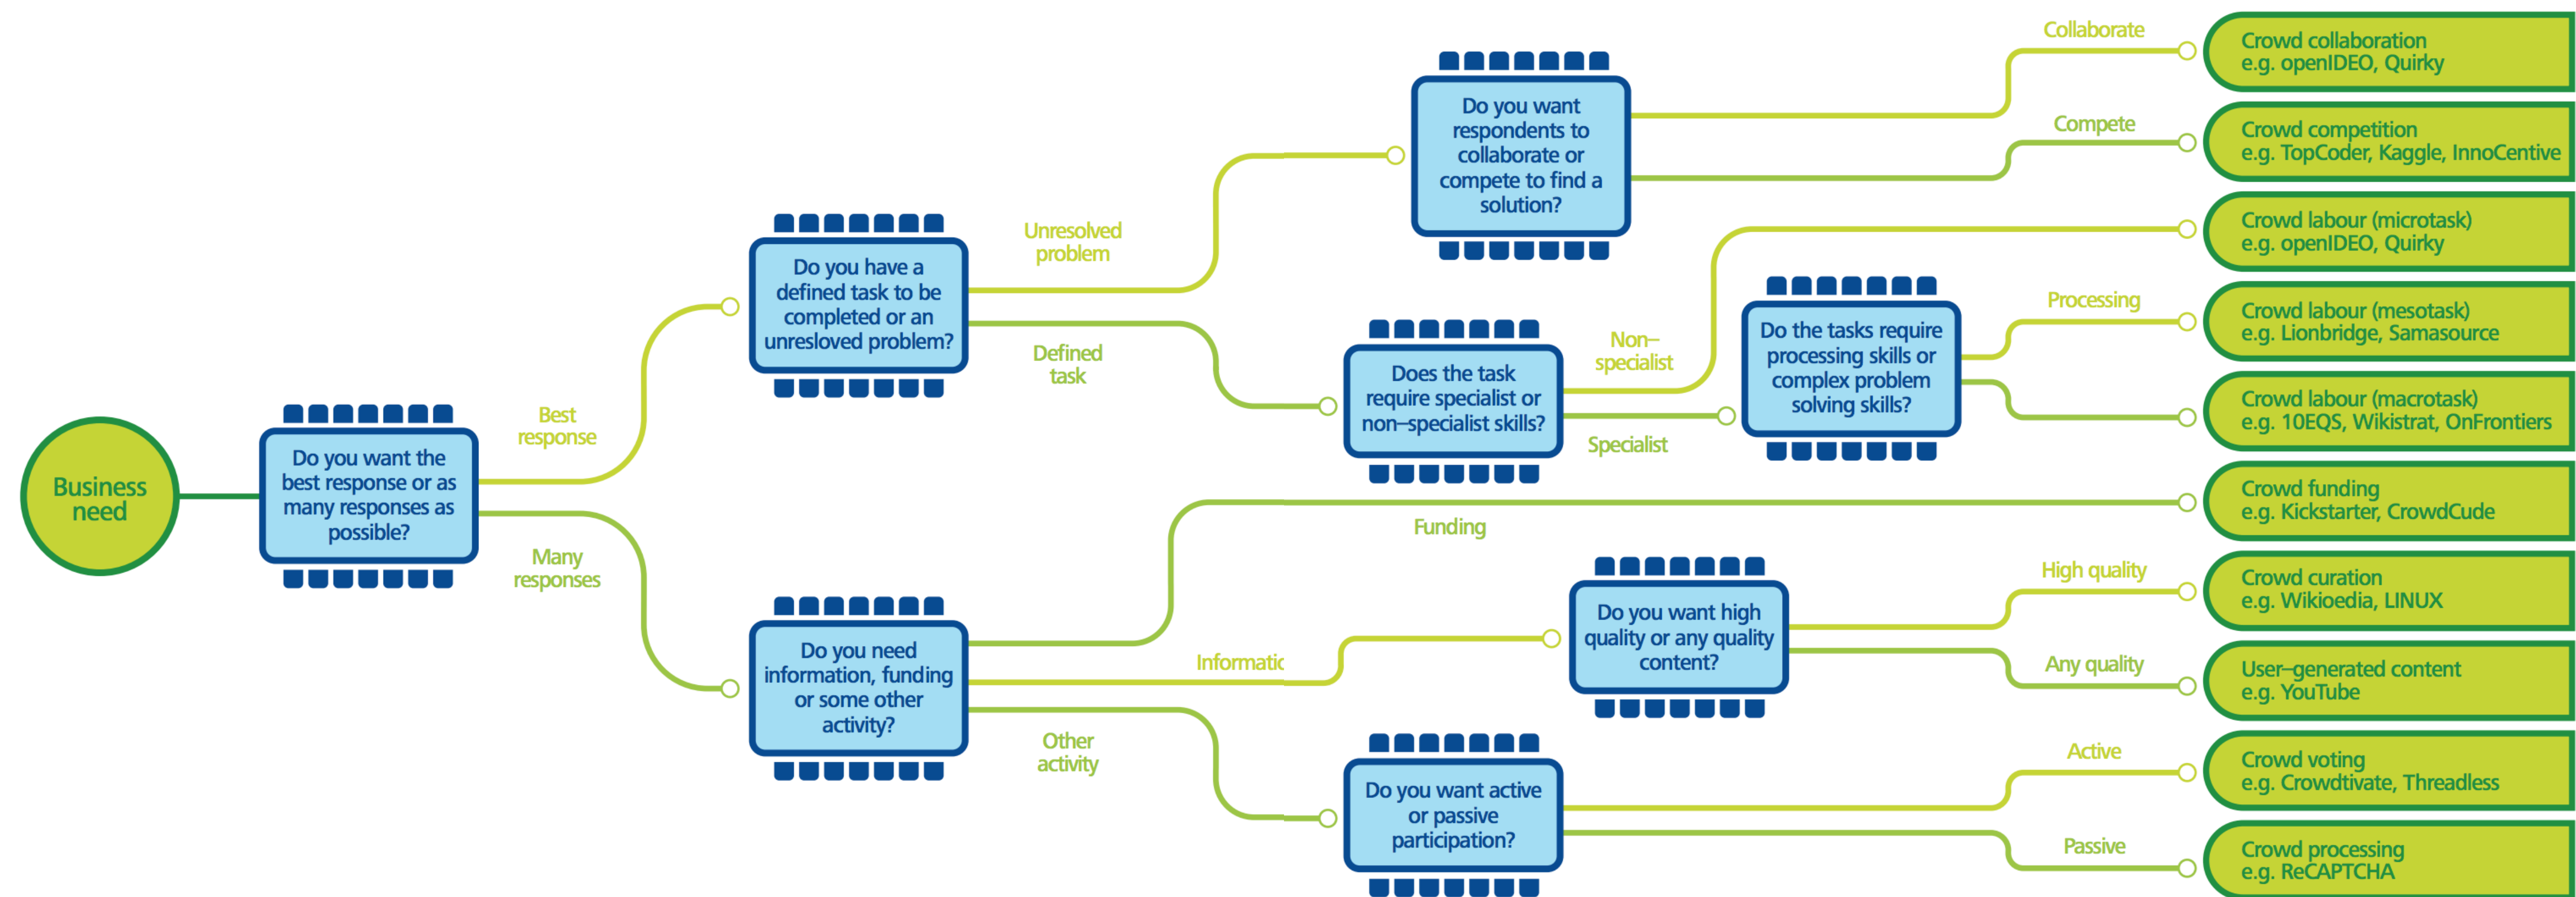 Business
need
Do you want the
best response or as
many responses as
possible?
Best
response
Many
responses
Do you have a
defined task to be
completed or an
unresloved problem?
Unresolved
problem
Defined
task
Do you want
respondents to
collaborate or
compete to find a
solution?
Collaborate
Compete
Does the task
require specialist or
non–specialist skills?
Non–
specialist
Specialist
Do the tasks require
processing skills or
complex problem
solving skills?
Processing
Do you need
information, funding
or some other
activity?
Funding
Informatic
Other
activity
Do you want high
quality or any quality
content?
High quality
Any quality
Do you want active
or passive
participation?
Active
Passive
Crowd collaboration
e.g. openIDEO, Quirky
Crowd competition
e.g. TopCoder, Kaggle, InnoCentive
Crowd labour (microtask)
e.g. openIDEO, Quirky
Crowd labour (mesotask)
e.g. Lionbridge, Samasource
Crowd labour (macrotask)
e.g. 10EQS, Wikistrat, OnFrontiers
Crowd funding
e.g. Kickstarter, CrowdCude
Crowd curation
e.g. Wikioedia, LINUX
User–generated content
e.g. YouTube
Crowd voting
e.g. Crowdtivate, Threadless
Crowd processing
e.g. ReCAPTCHA